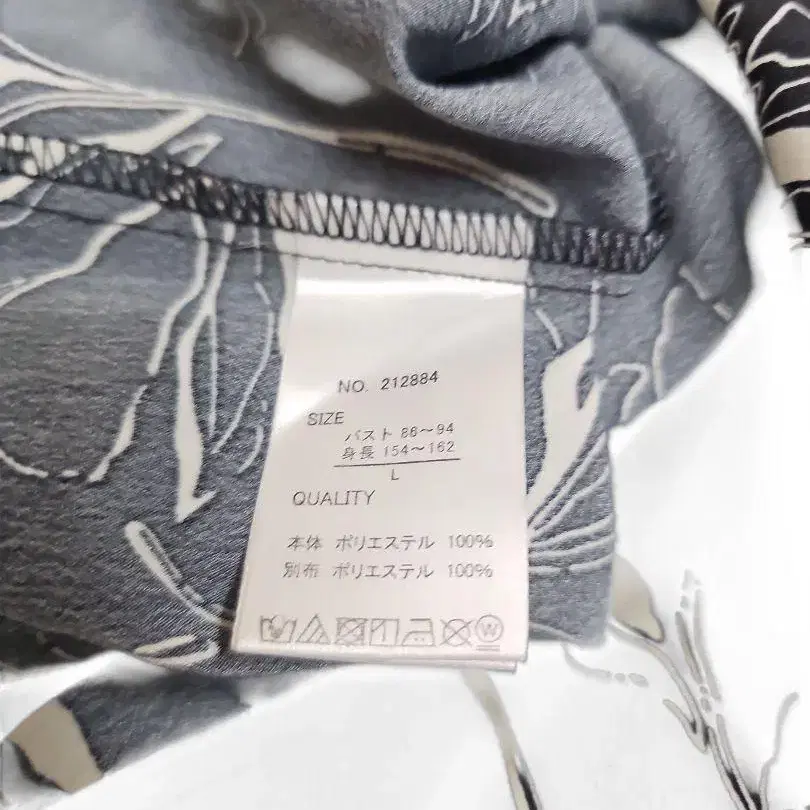 NO. 212884
SIZE
バスト 86～94
身長 154～162
L
QUALITY
本体 ポリエステル 100%
別布 ポリエステル 100%
W